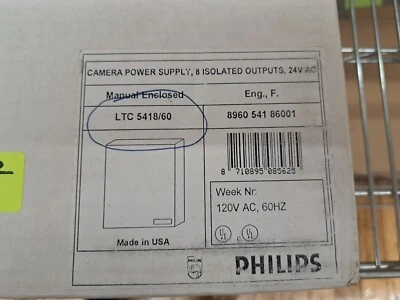 CAMERA POWER SUPPLY, 8 ISOLATED OUTPUTS, 24V AC
Manual Enclosed
Eng., F.
LTC 5418/60
8960 541 86001
8 710895 085625
Week Nr:
120V AC, 60HZ
Made in USA
PHILIPS